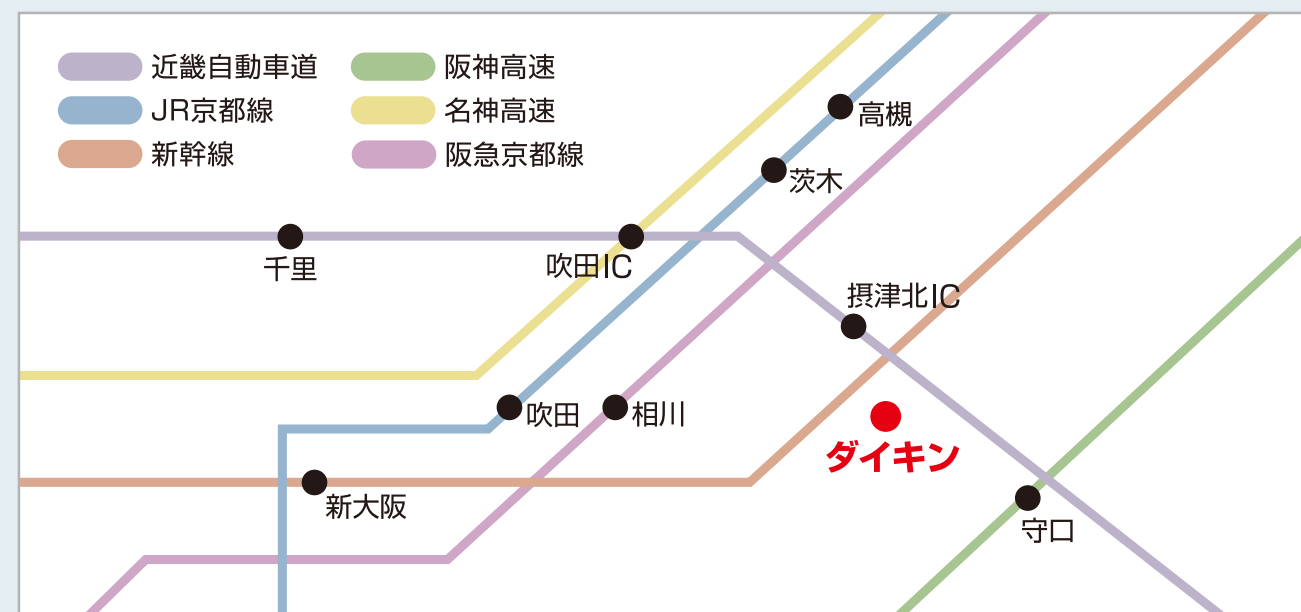 近畿自動車道
JR京都線
新幹線
阪神高速
名神高速
阪急京都線
高槻
茨木
千里
吹田IC
摂津北IC
吹田
相川
ダイキン
新大阪
守口